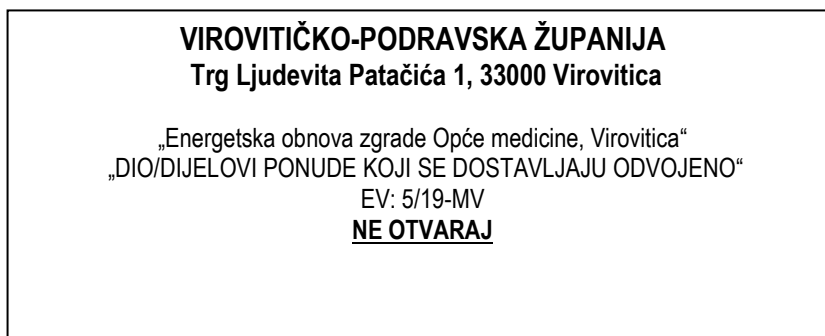 VIROVITIČKO-PODRAVSKA ŽUPANIJA
Trg Ljudevita Patačića 1, 33000 Virovitica
„Energetska obnova zgrade Opće medicine, Virovitica“
„DIO/DIJELOVI PONUDE KOJI SE DOSTAVLJAJU ODVOJENO“
EV: 5/19-MV
NE OTVARAJ